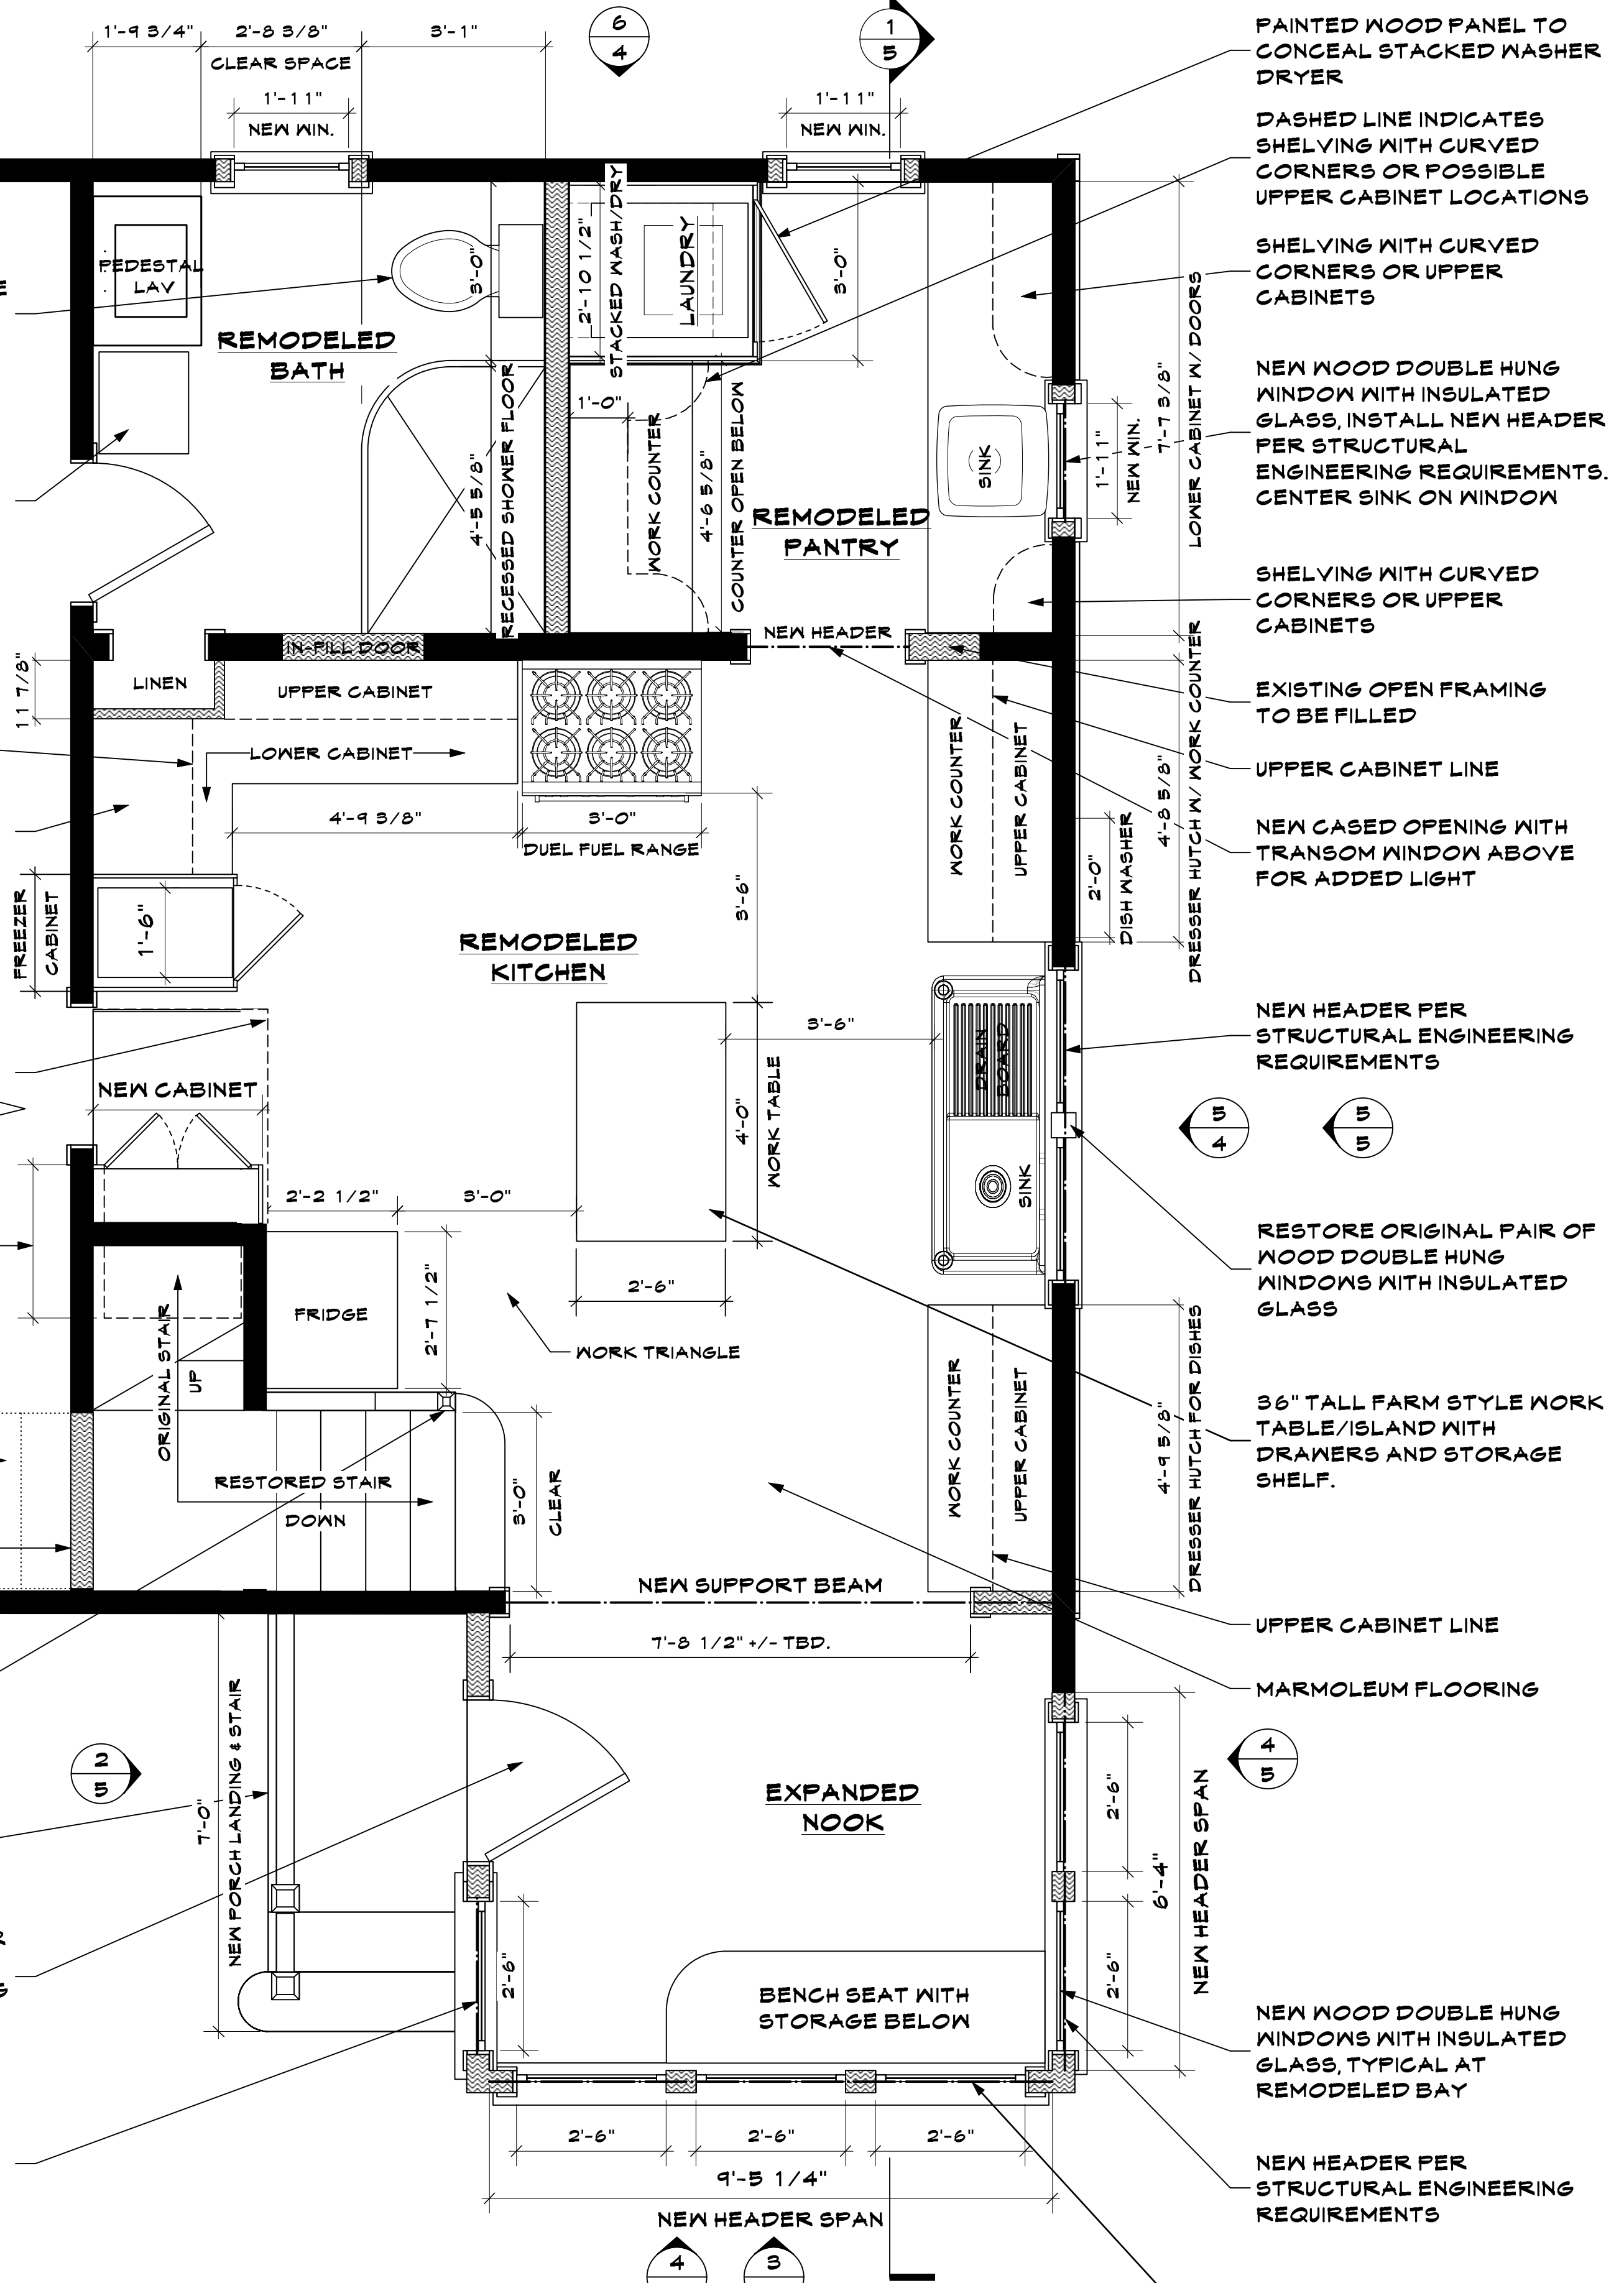 1'-9 3/4"
2'-8 3/8"
3'-1"
CLEAR SPACE
1'-11"
NEW WIN.
6
4
1
5
1'-11"
NEW WIN.
PAINTED WOOD PANEL TO
CONCEAL STACKED WASHER
DRYER
DASHED LINE INDICATES
SHELVING WITH CURVED
CORNERS OR POSSIBLE
UPPER CABINET LOCATIONS
SHELVING WITH CURVED
CORNERS OR UPPER
CABINETS
NEW WOOD DOUBLE HUNG
WINDOW WITH INSULATED
GLASS, INSTALL NEW HEADER
PER STRUCTURAL
ENGINEERING REQUIREMENTS.
CENTER SINK ON WINDOW
SHELVING WITH CURVED
CORNERS OR UPPER
CABINETS
EXISTING OPEN FRAMING
TO BE FILLED
UPPER CABINET LINE
NEW CASED OPENING WITH
TRANSOM WINDOW ABOVE
FOR ADDED LIGHT
NEW HEADER PER
STRUCTURAL ENGINEERING
REQUIREMENTS
5
4
5
5
RESTORE ORIGINAL PAIR OF
WOOD DOUBLE HUNG
WINDOWS WITH INSULATED
GLASS
36" TALL FARM STYLE WORK
TABLE/ISLAND WITH
DRAWERS AND STORAGE
SHELF.
UPPER CABINET LINE
MARMOLEUM FLOORING
4
5
NEW WOOD DOUBLE HUNG
WINDOWS WITH INSULATED
GLASS, TYPICAL AT
REMODELED BAY
NEW HEADER PER
STRUCTURAL ENGINEERING
REQUIREMENTS
PEDESTAL
LAV
REMODELED
BATH
3'-0"
4'-5 5/8"
RECESSED SHOWER FLOOR
2'-10 1/2"
STACKED WASH/DRY
LAUNDRY
3'-0"
1'-0"
WORK COUNTER
4'-6 5/8"
COUNTER OPEN BELOW
REMODELED
PANTRY
SINK
1'-11"
NEW WIN.
7'-7 3/8"
LOWER CABINET W/ DOORS
NEW HEADER
IN-FILL DOOR
LINEN
11 7/8"
UPPER CABINET
LOWER CABINET
4'-9 3/8"
3'-0"
DUEL FUEL RANGE
WORK COUNTER
UPPER CABINET
2'-0"
DISH WASHER
4'-8 5/8"
DRESSER HUTCH W/ WORK COUNTER
FREEZER
CABINET
1'-6"
REMODELED
KITCHEN
3'-6"
3'-6"
DRAIN
BOARD
SINK
4'-0"
WORK TABLE
2'-6"
NEW CABINET
2'-2 1/2"
3'-0"
FRIDGE
2'-7 1/2"
WORK TRIANGLE
ORIGINAL STAIR
UP
RESTORED STAIR
DOWN
3'-0"
CLEAR
WORK COUNTER
UPPER CABINET
4'-9 5/8"
DRESSER HUTCH FOR DISHES
NEW SUPPORT BEAM
7'-8 1/2" +/- TBD.
2
5
7'-0"
NEW PORCH LANDING & STAIR
EXPANDED
NOOK
2'-6"
2'-6"
2'-6"
6'-4"
NEW HEADER SPAN
BENCH SEAT WITH
STORAGE BELOW
2'-6"
2'-6"
2'-6"
9'-5 1/4"
NEW HEADER SPAN
4
3